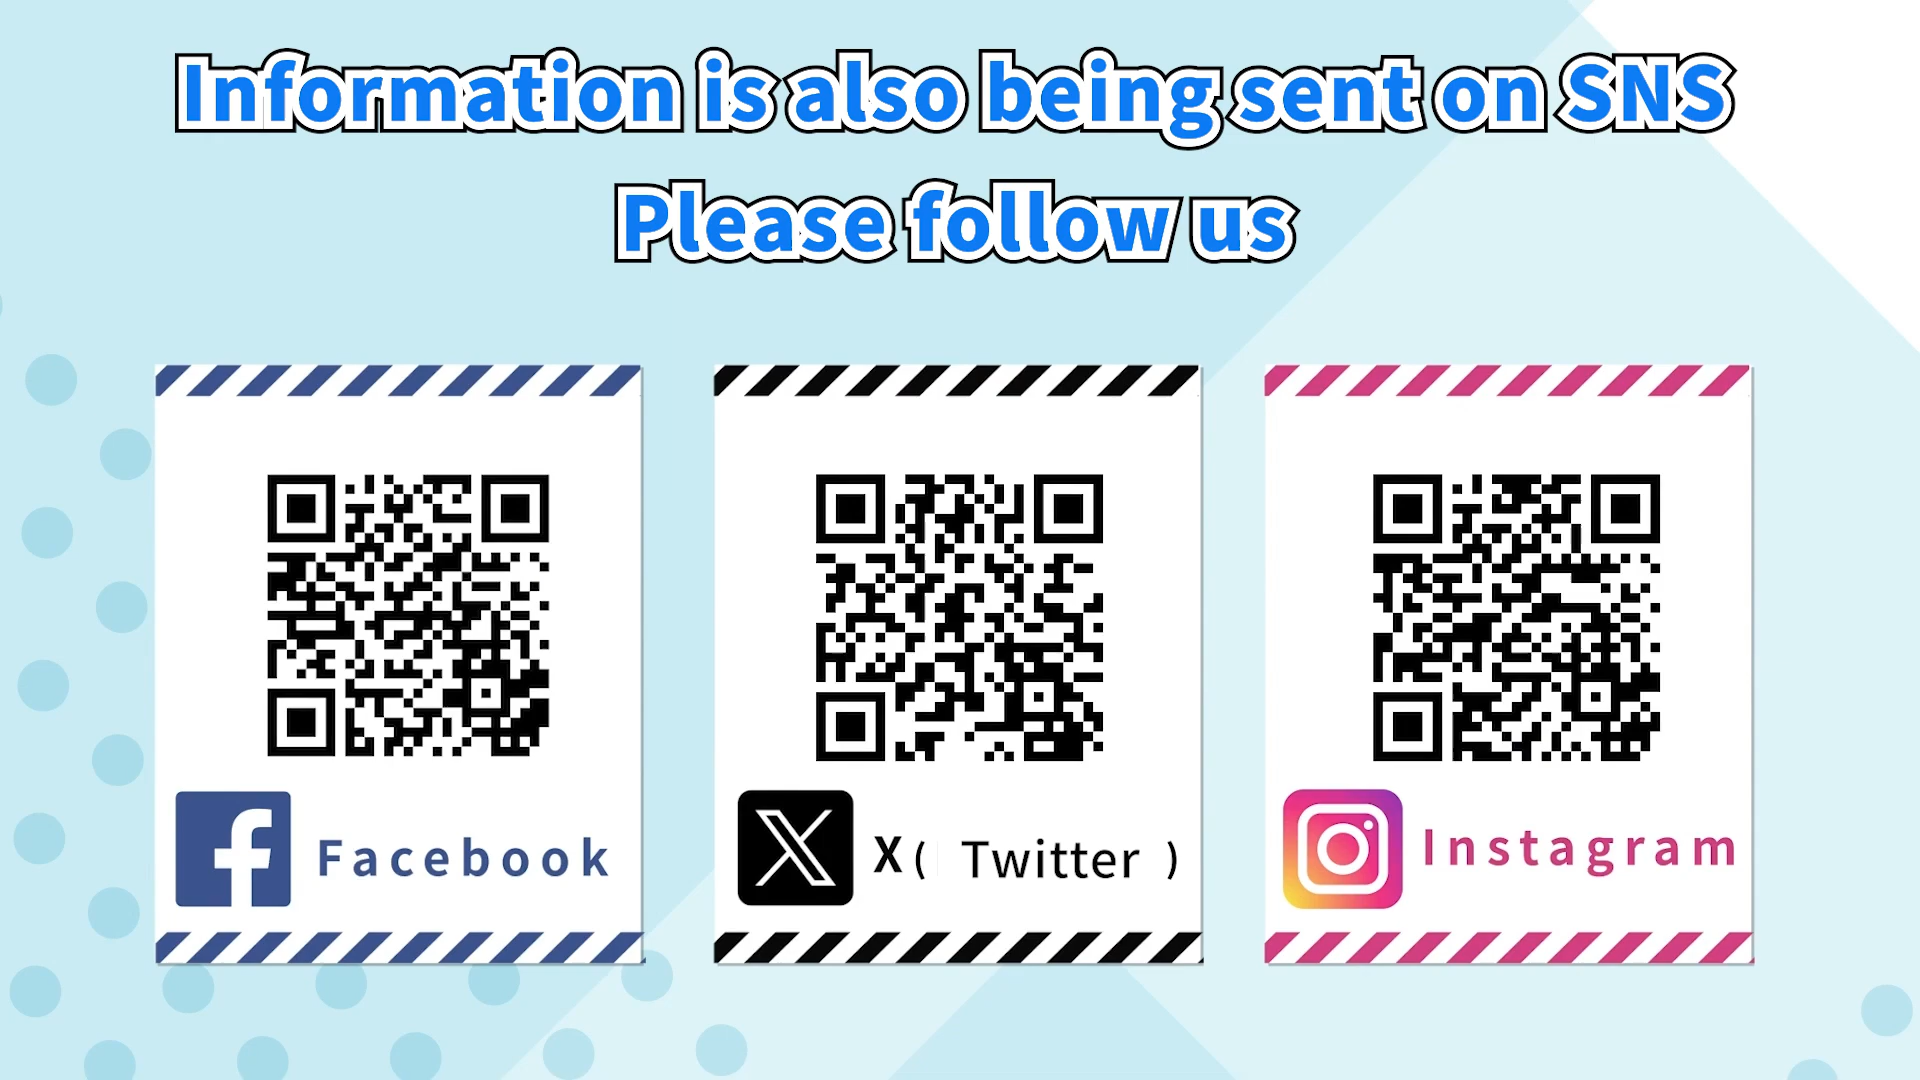 Information is also being sent on SNS
Please follow us
Facebook
X( Twitter )
Instagram